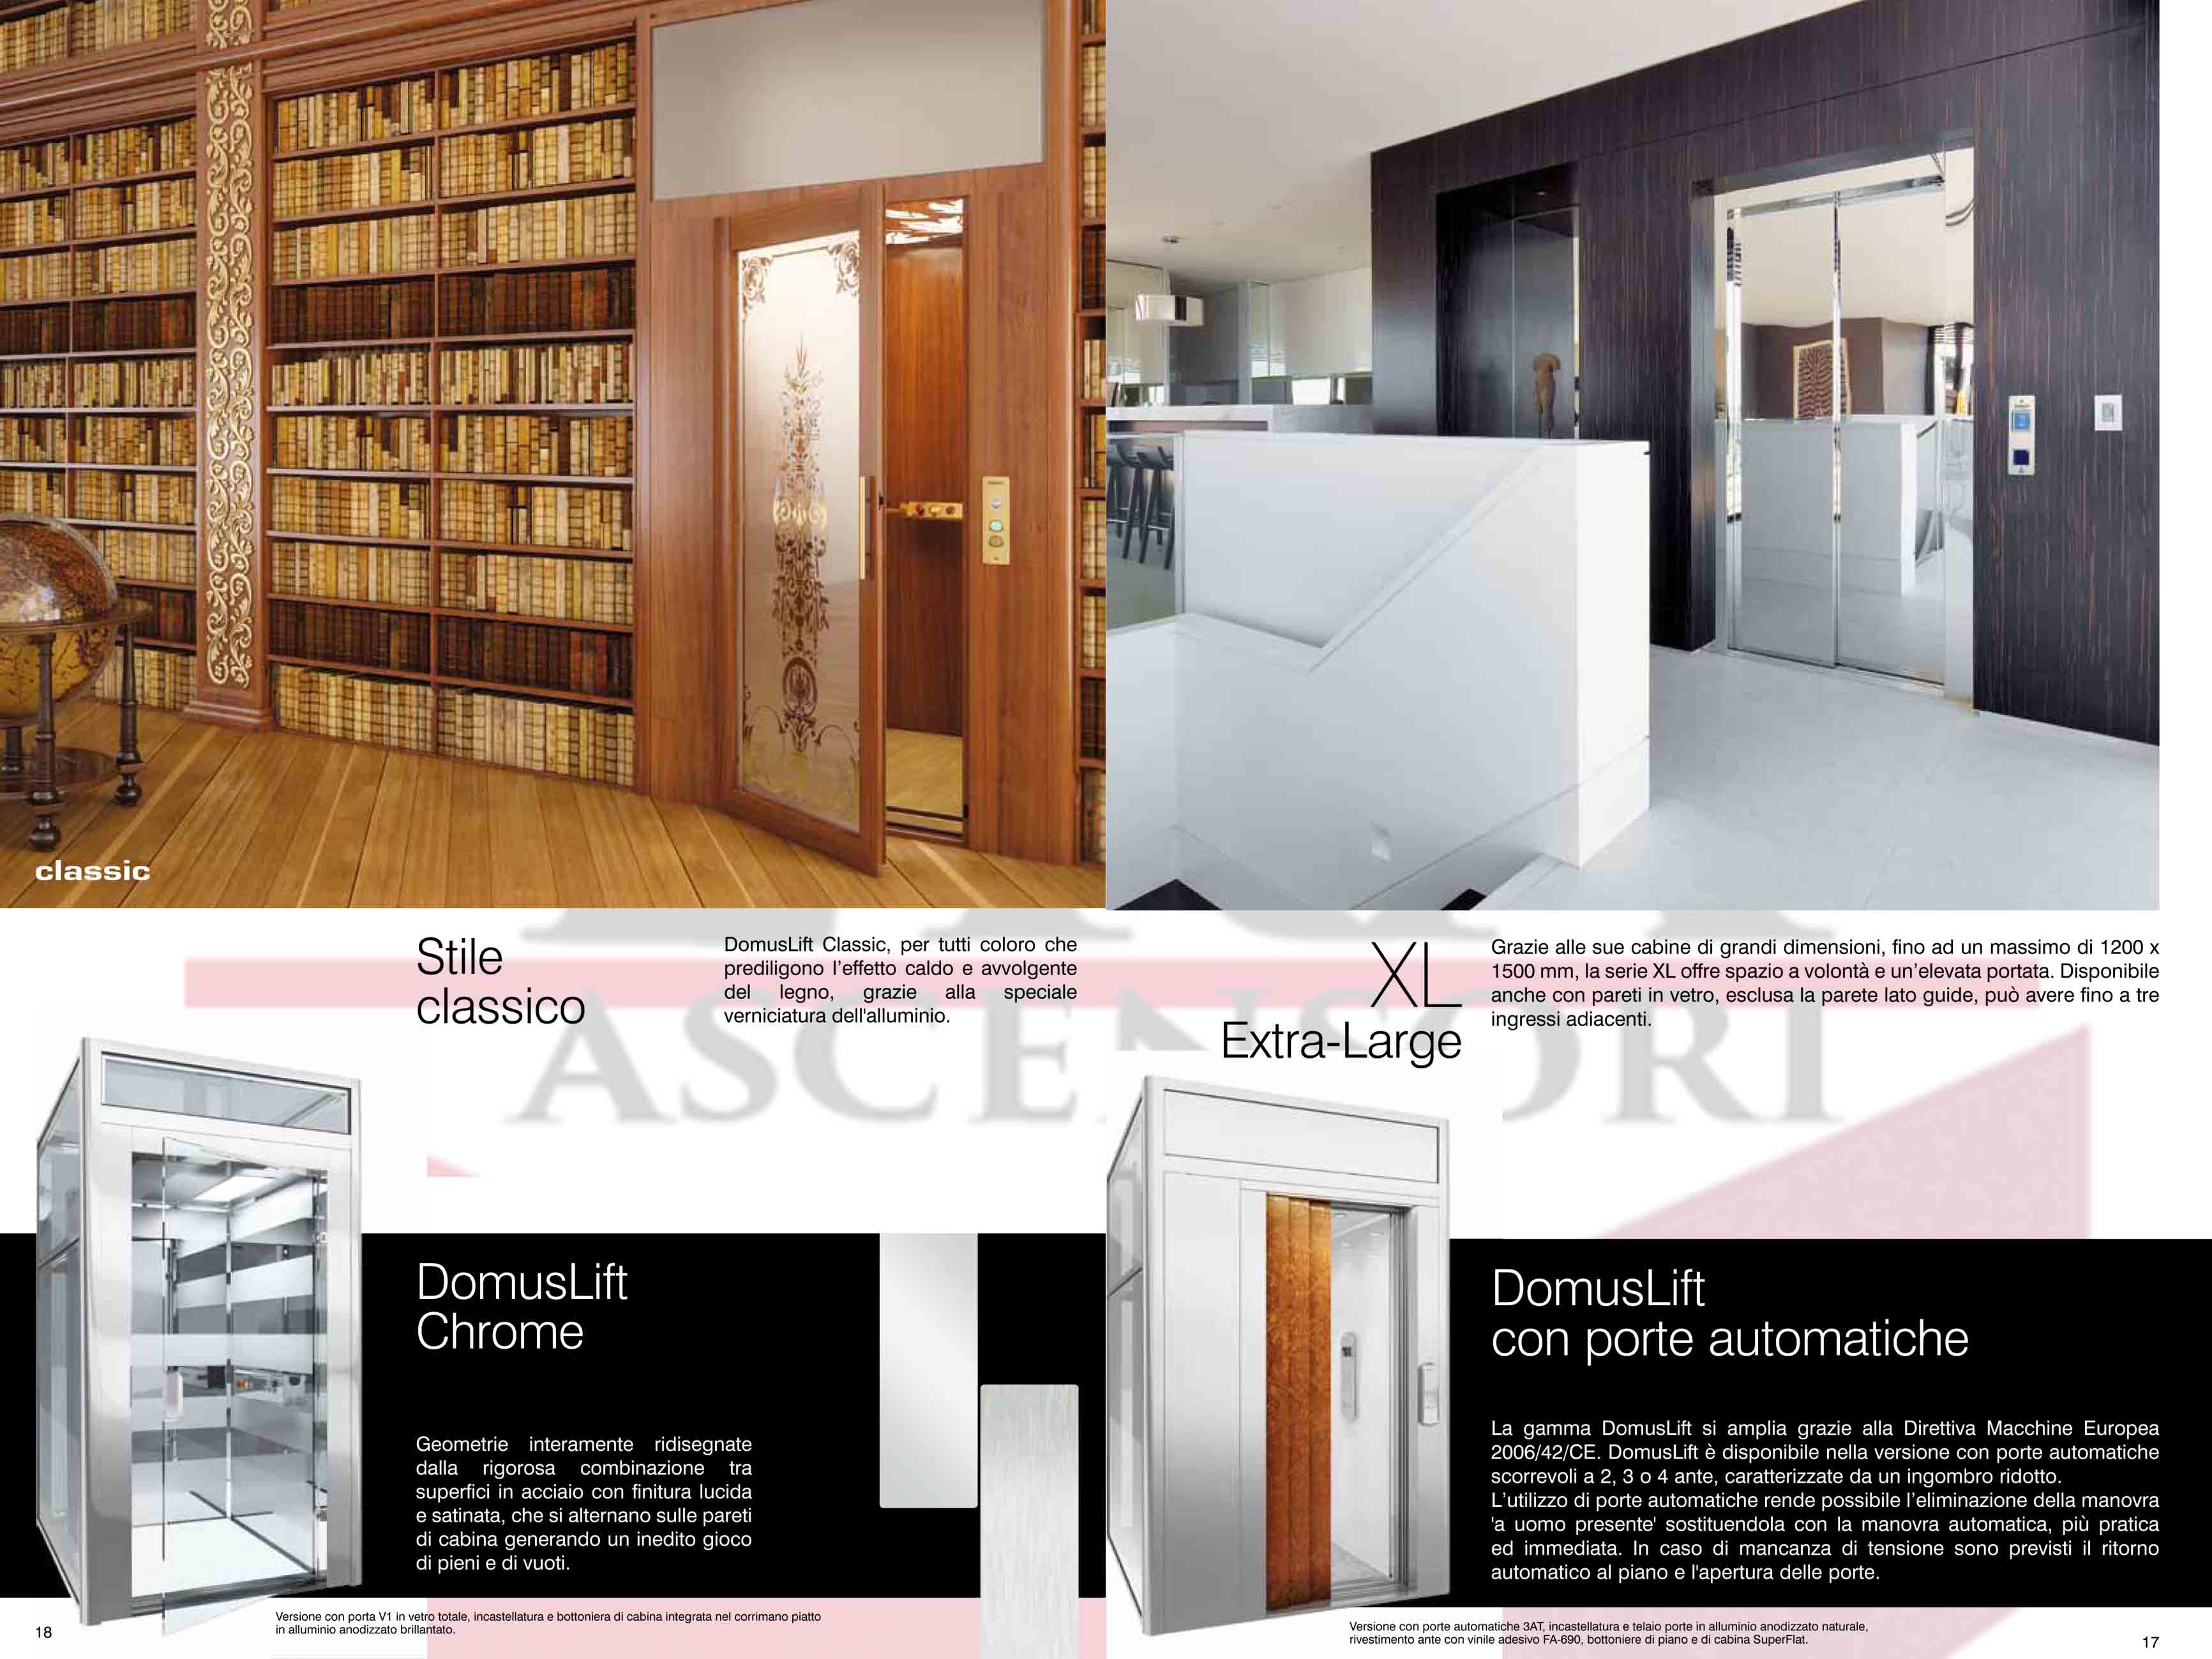 classic
Stile
classico
DomusLift Classic, per tutti coloro che
prediligono l'effetto caldo e avvolgente
del legno, grazie alla speciale
verniciatura dell'alluminio.
XL
Extra-Large
Grazie alle sue cabine di grandi dimensioni, fino ad un massimo di 1200 x
1500 mm, la serie XL offre spazio a volontà e un'elevata portata. Disponibile
anche con pareti in vetro, esclusa la parete lato guide, può avere fino a tre
ingressi adiacenti.
ASCENSORI
DomusLift
Chrome
Geometrie interamente ridisegnate
dalla rigorosa combinazione tra
superfici in acciaio con finitura lucida
e satinata, che si alternano sulle pareti
di cabina generando un inedito gioco
di pieni e di vuoti.
Versione con porta V1 in vetro totale, incastellatura e bottoniera di cabina integrata nel corrimano piatto
in alluminio anodizzato brillantato.
18
DomusLift
con porte automatiche
La gamma DomusLift si amplia grazie alla Direttiva Macchine Europea
2006/42/CE. DomusLift è disponibile nella versione con porte automatiche
scorrevoli a 2, 3 o 4 ante, caratterizzate da un ingombro ridotto.
L'utilizzo di porte automatiche rende possibile l'eliminazione della manovra
'a uomo presente' sostituendola con la manovra automatica, più pratica
ed immediata. In caso di mancanza di tensione sono previsti il ritorno
automatico al piano e l'apertura delle porte.
Versione con porte automatiche 3AT, incastellatura e telaio porte in alluminio anodizzato naturale,
rivestimento ante con vinile adesivo FA-690, bottoniere di piano e di cabina SuperFlat.
17